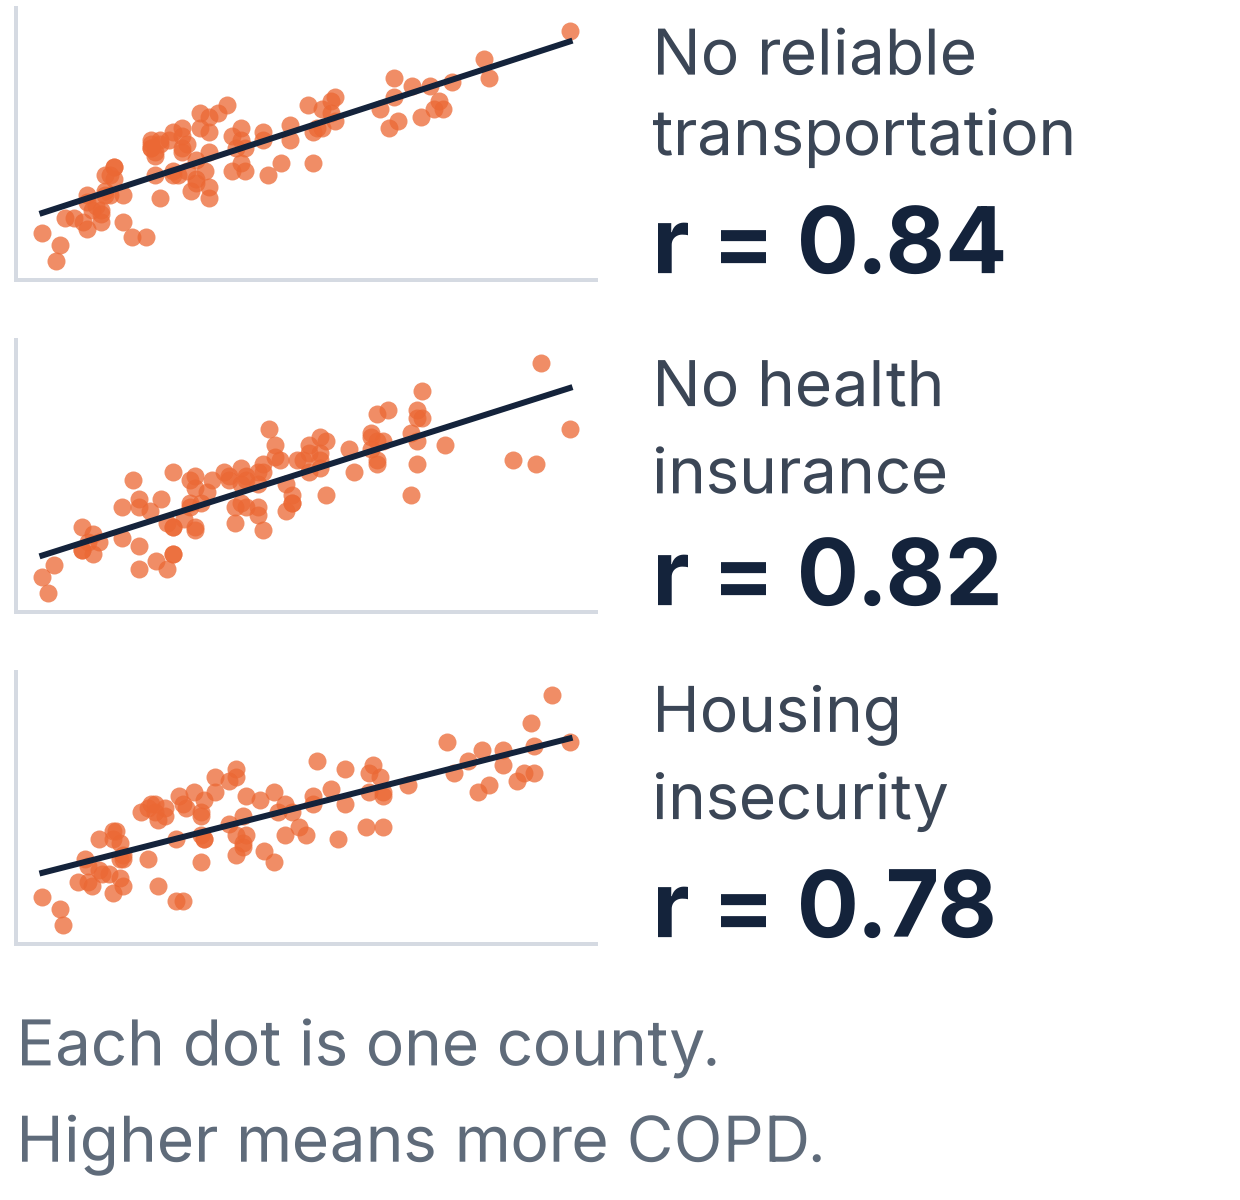 No reliable
transportation
r = 0.84
No health
insurance
r = 0.82
Housing
insecurity
r = 0.78
Each dot is one county.
Higher means more COPD.